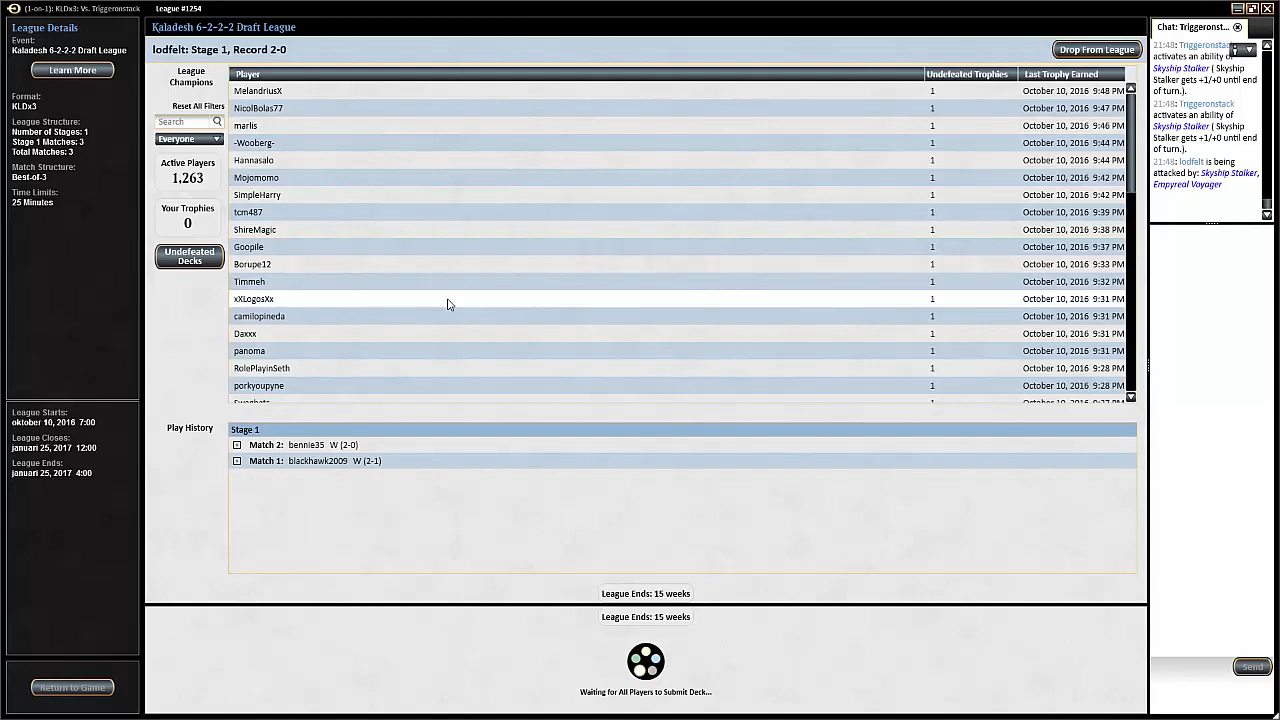 (1-on-1): KLDx3: Vs. Triggeronstack
League #1254
League Details
Event:
Kaladesh 6-2-2-2 Draft League
Learn More
Format:
KLDx3
League Structure:
Number of Stages: 1
Stage 1 Matches: 3
Total Matches: 3
Match Structure:
Best-of-3
Time Limits:
25 Minutes
League Starts:
oktober 10, 2016 7:00
League Closes:
januari 25, 2017 12:00
League Ends:
januari 25, 2017 4:00
Return to Game
Kaladesh 6-2-2-2 Draft League
lodfelt: Stage 1, Record 2-0
Drop From League
League
Champions
Reset All Filters
Search
Everyone
Active Players
1,263
Your Trophies
0
Undefeated
Decks
Player Undefeated Trophies Last Trophy Earned
MelandriusX 1 October 10, 2016 9:48 PM
NicolBolas77 1 October 10, 2016 9:47 PM
marlis 1 October 10, 2016 9:46 PM
-Wooberg- 1 October 10, 2016 9:44 PM
Hannasalo 1 October 10, 2016 9:44 PM
Mojomomo 1 October 10, 2016 9:42 PM
SimpleHarry 1 October 10, 2016 9:42 PM
tcm487 1 October 10, 2016 9:39 PM
ShireMagic 1 October 10, 2016 9:38 PM
Goopile 1 October 10, 2016 9:37 PM
Borupe12 1 October 10, 2016 9:33 PM
Timmeh 1 October 10, 2016 9:32 PM
xXLogosXx 1 October 10, 2016 9:31 PM
camilopineda 1 October 10, 2016 9:31 PM
Daxxx 1 October 10, 2016 9:31 PM
panoma 1 October 10, 2016 9:31 PM
RolePlayinSeth 1 October 10, 2016 9:28 PM
porkyoupyne 1 October 10, 2016 9:28 PM
1 October 10, 2016 9:27 PM
Play History
Stage 1
Match 2: bennie35 W (2-0)
Match 1: blackhawk2009 W (2-1)
League Ends: 15 weeks
League Ends: 15 weeks
Waiting for All Players to Submit Deck...
Chat: Triggeronst...
21:48: Triggeronstack
activates an ability of
Skyship Stalker ( Skyship
Stalker gets +1/+0 until end
of turn.).
21:48: Triggeronstack
activates an ability of
Skyship Stalker ( Skyship
Stalker gets +1/+0 until end
of turn.).
21:48: lodfelt is being
attacked by: Skyship Stalker,
Empyreal Voyager
Send